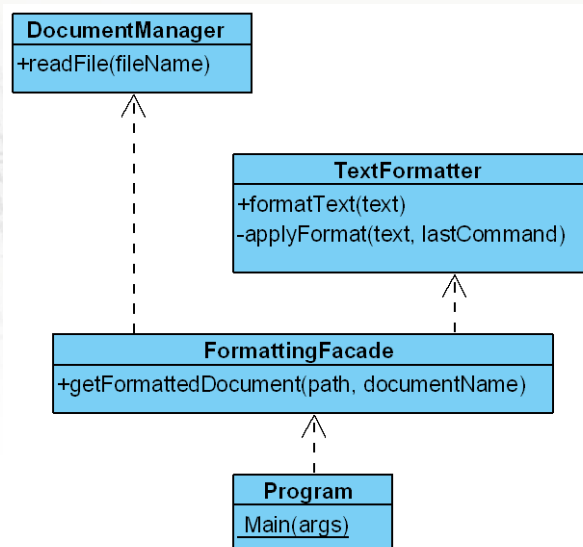 DocumentManager
+readFile(fileName)
TextFormatter
+formatText(text)
-applyFormat(text, lastCommand)
FormattingFacade
+getFormattedDocument(path, documentName)
Program
Main(args)